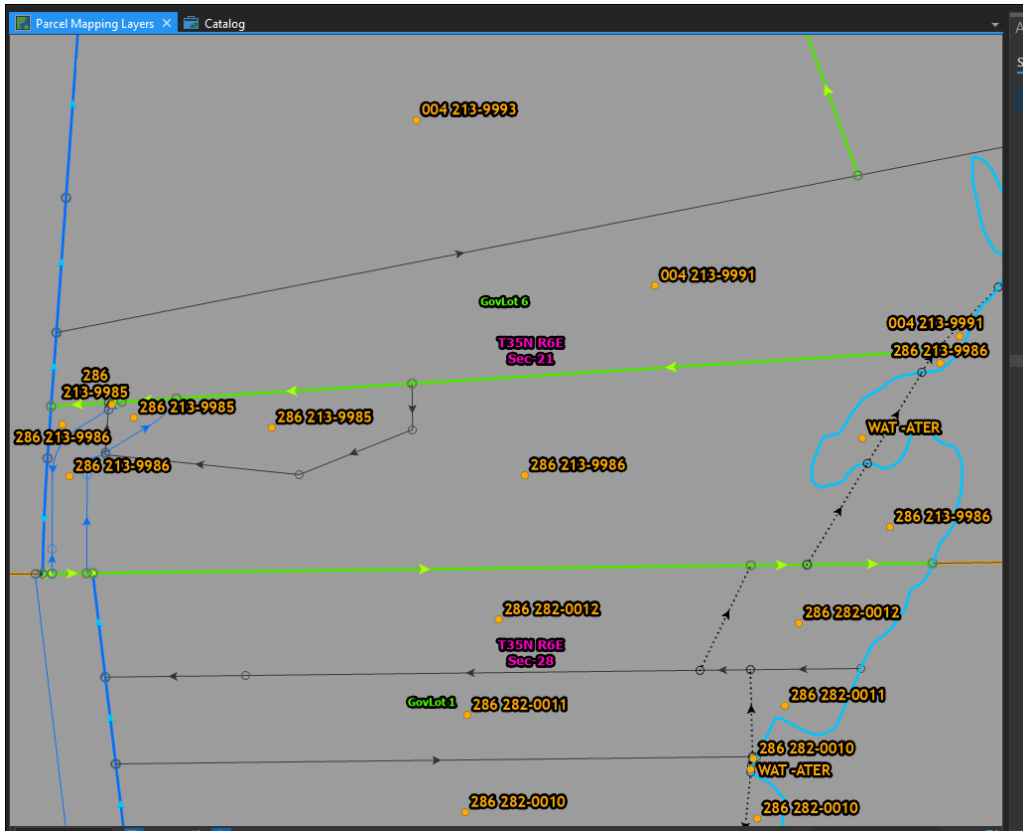 Parcel Mapping Layers
Catalog
004 213-9993
004 213-9991
GovLot 6
004 213-9991
T35N R6E
Sec-21
286 213-9986
286
213-9985
286 213-9985
286 213-9985
WAT -ATER
286 213-9986
286 213-9986
286 213-9986
286 213-9986
286 282-0012
286 282-0012
T35N R6E
Sec-28
286 282-0011
GovLot 1
286 282-0011
286 282-0010
WAT -ATER
286 282-0010
286 282-0010